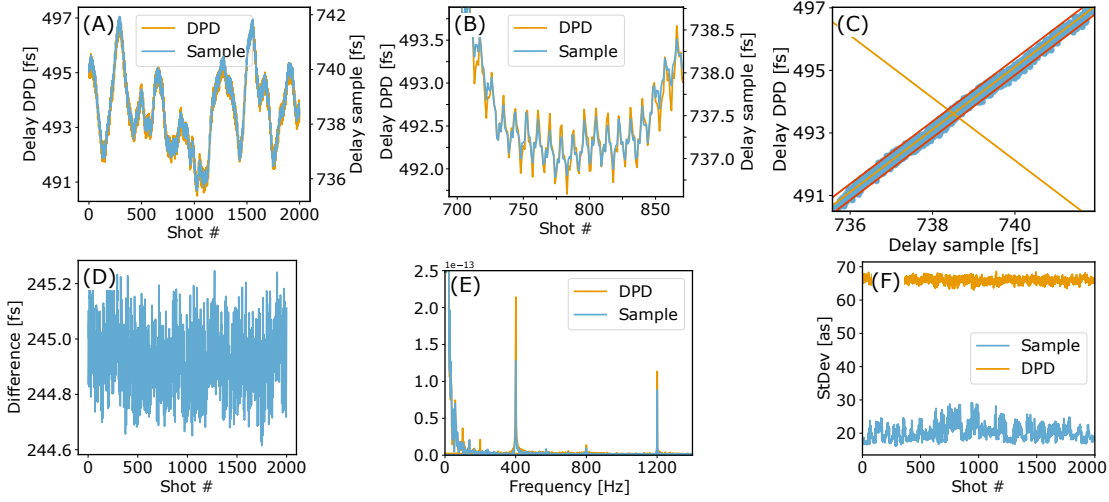 (A)
DPD
Sample
497
495
493
491
742
740
738
736
Delay DPD [fs]
Delay sample [fs]
0
500
1000
1500
2000
Shot #
(B)
DPD
Sample
493.5
493.0
492.5
492.0
738.5
738.0
737.5
737.0
Delay DPD [fs]
Delay sample [fs]
700
750
800
850
Shot #
(C)
497
495
493
491
Delay DPD [fs]
736
738
740
Delay sample [fs]
(D)
245.2
245.0
244.8
244.6
Difference [fs]
0
500
1000
1500
2000
Shot #
(E)
1e-13
2.5
2.0
1.5
1.0
0.5
0.0
DPD
Sample
0
400
800
1200
Frequency [Hz]
(F)
70
60
50
40
30
20
StDev [as]
Sample
DPD
0
500
1000
1500
2000
Shot #